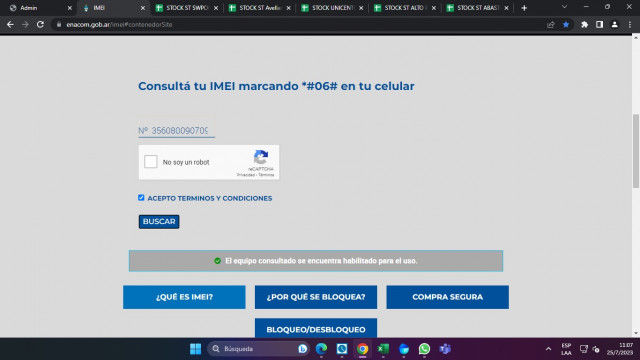 Admin
IMEI
STOCK ST SWPO
STOCK ST Avella
STOCK UNICENT
STOCK ST ALTO
STOCK ST ABAST
enacom.gob.ar/imei#contenedorSite
Consultá tu IMEI marcando *#06# en tu celular
Nº 356080090709
No soy un robot
reCAPTCHA
Privacidad - Términos
ACEPTO TERMINOS Y CONDICIONES
BUSCAR
El equipo consultado se encuentra habilitado para el uso.
¿QUÉ ES IMEI?
¿POR QUÉ SE BLOQUEA?
COMPRA SEGURA
BLOQUEO/DESBLOQUEO
Búsqueda
ESP
LAA
11:07
25/7/2023